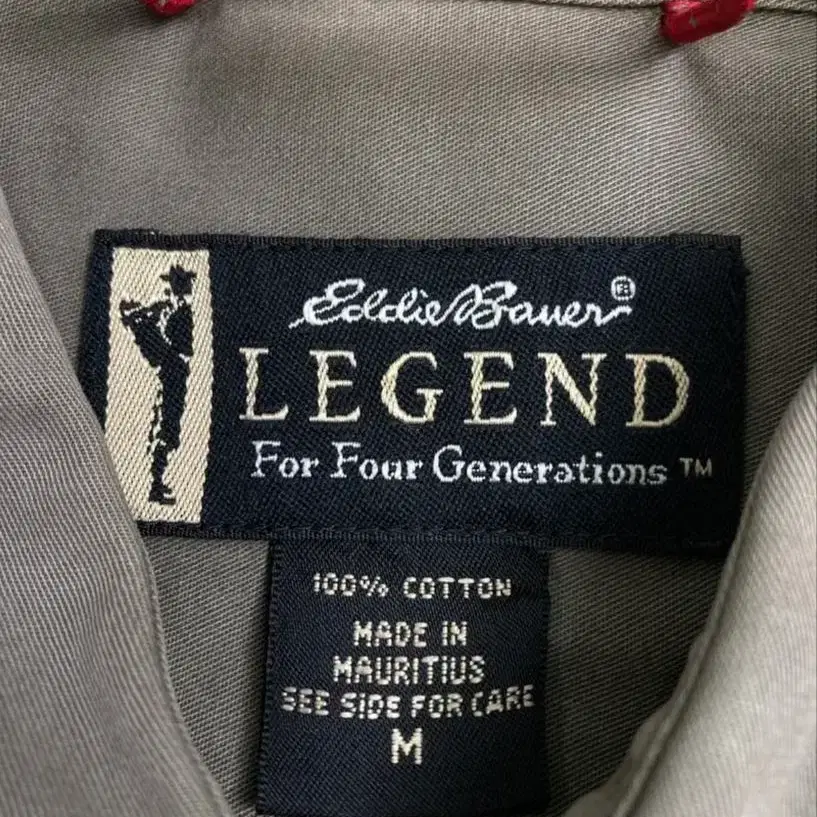 Eddie Bauer®
LEGEND
For Four Generations ™
100% COTTON
MADE IN
MAURITIUS
SEE SIDE FOR CARE
M